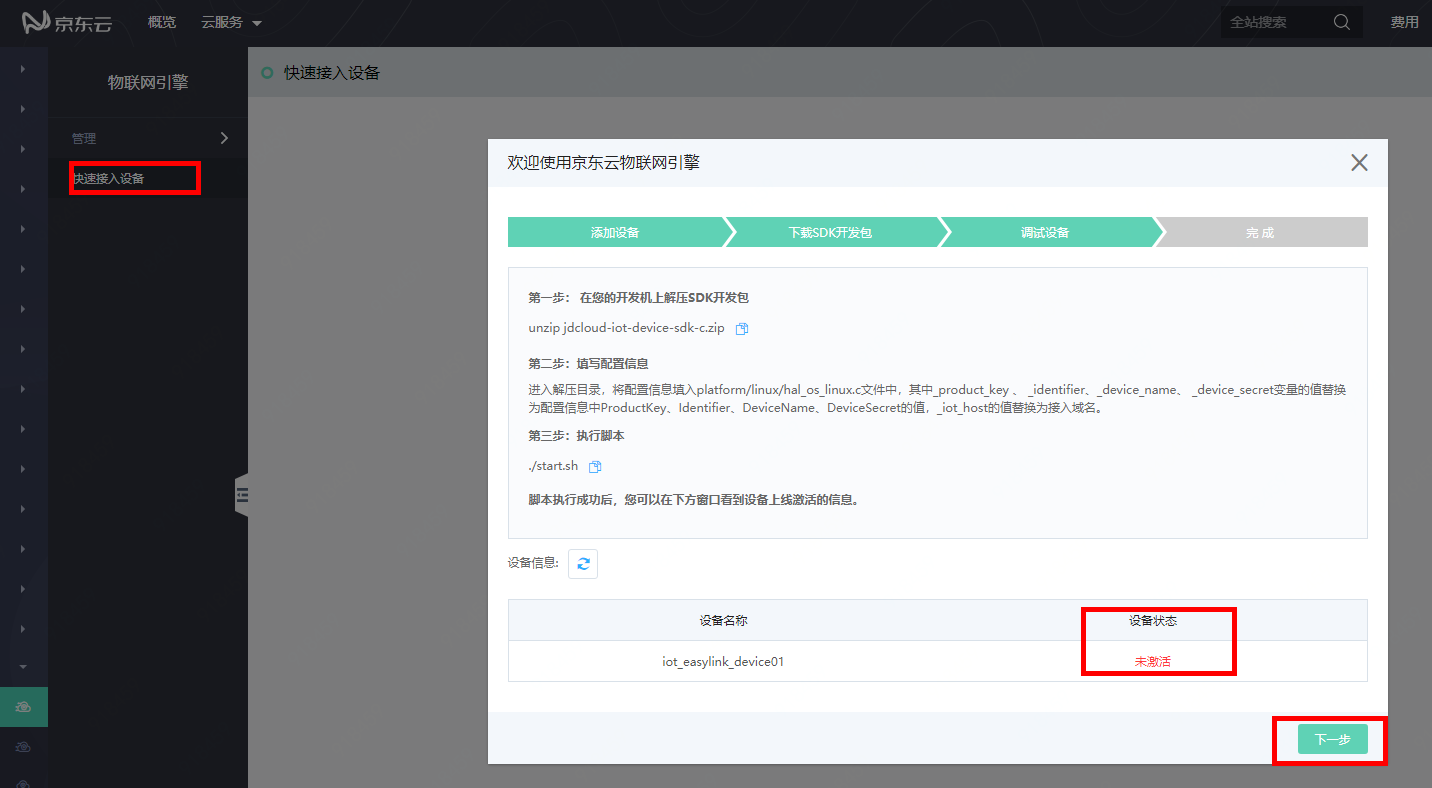 京东云
概览
云服务
全站搜索
费用
物联网引擎
管理
快速接入设备
快速接入设备
欢迎使用京东云物联网引擎
添加设备
下载SDK开发包
调试设备
完 成
第一步： 在您的开发机上解压SDK开发包
unzip jdcloud-iot-device-sdk-c.zip
第二步：填写配置信息
进入解压目录，将配置信息填入platform/linux/hal_os_linux.c文件中，其中_product_key 、 _identifier、_device_name、 _device_secret变量的值替换
为配置信息中ProductKey、Identifier、DeviceName、DeviceSecret的值，_iot_host的值替换为接入域名。
第三步：执行脚本
./start.sh
脚本执行成功后，您可以在下方窗口看到设备上线激活的信息。
设备信息:
设备名称
设备状态
iot_easylink_device01
未激活
下一步